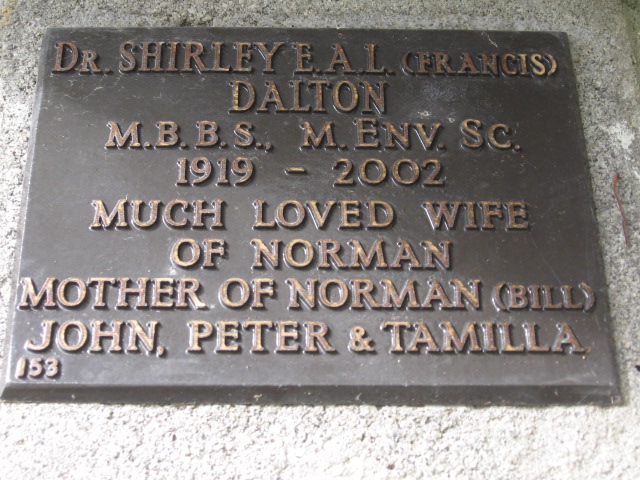 DR. SHIRLEY E.A.L. (FRANCIS)
DALTON
M.B.B.S., M. ENV. SC.
1919 - 2002
MUCH LOVED WIFE
OF NORMAN
MOTHER OF NORMAN (BILL)
JOHN, PETER & TAMILLA.
153